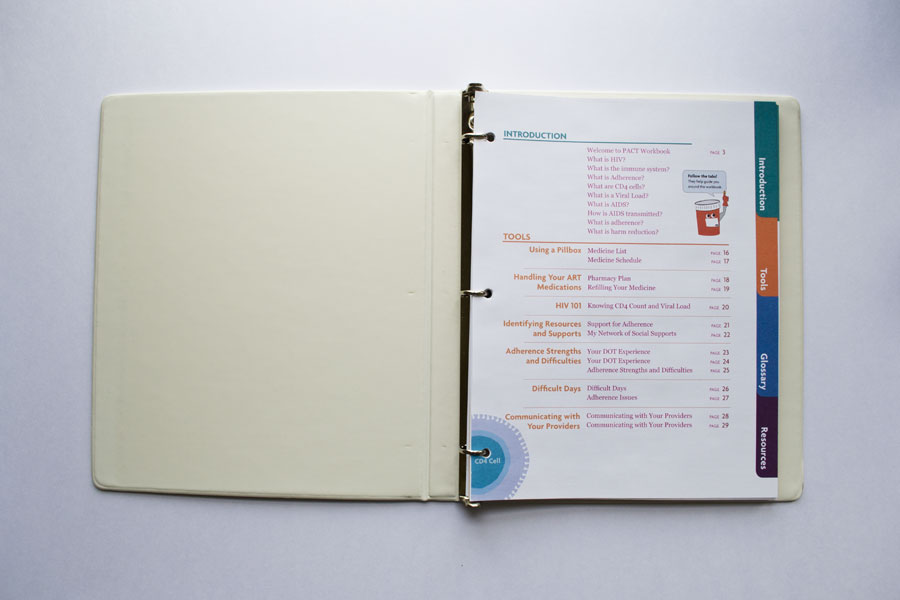 INTRODUCTION
Welcome to PACT Workbook PAGE 3
What is HIV?
What is the immune system?
What is Adherence?
What are CD4 cells?
What is a Viral Load?
What is AIDS?
How is AIDS transmitted?
What is adherence?
What is harm reduction?
Follow the tabs!
They help guide you
around the workbook.
TOOLS
Using a Pillbox Medicine List PAGE 16
Medicine Schedule PAGE 17
Handling Your ART Pharmacy Plan PAGE 18
Medications Refilling Your Medicine PAGE 19
HIV 101 Knowing CD4 Count and Viral Load PAGE 20
Identifying Resources Support for Adherence PAGE 21
and Supports My Network of Social Supports PAGE 22
Adherence Strengths Your DOT Experience PAGE 23
and Difficulties Your DOT Experience PAGE 24
Adherence Strengths and Difficulties PAGE 25
Difficult Days Difficult Days PAGE 26
Adherence Issues PAGE 27
Communicating with Communicating with Your Providers PAGE 28
Your Providers Communicating with Your Providers PAGE 29
CD4 Cell
Introduction
Tools
Glossary
Resources